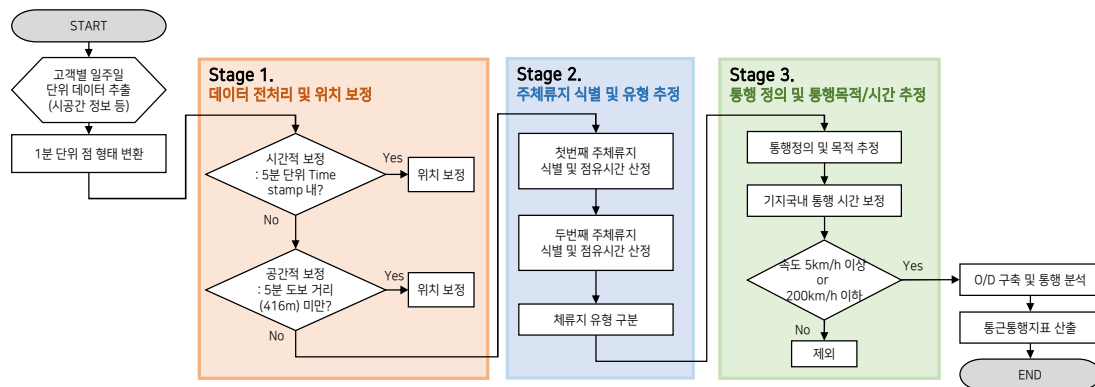 START
고객별 일주일
단위 데이터 추출
(시공간 정보 등)
1분 단위 점 형태 변환
Stage 1.
데이터 전처리 및 위치 보정
시간적 보정
: 5분 단위 Time
stamp 내?
Yes
위치 보정
No
공간적 보정
: 5분 도보 거리
(416m) 미만?
Yes
위치 보정
No
Stage 2.
주체류지 식별 및 유형 추정
첫번째 주체류지
식별 및 점유시간 산정
두번째 주체류지
식별 및 점유시간 산정
체류지 유형 구분
Stage 3.
통행 정의 및 통행목적/시간 추정
통행정의 및 목적 추정
기지국내 통행 시간 보정
속도 5km/h 이상
or
200km/h 이하
Yes
No
제외
O/D 구축 및 통행 분석
통근통행지표 산출
END